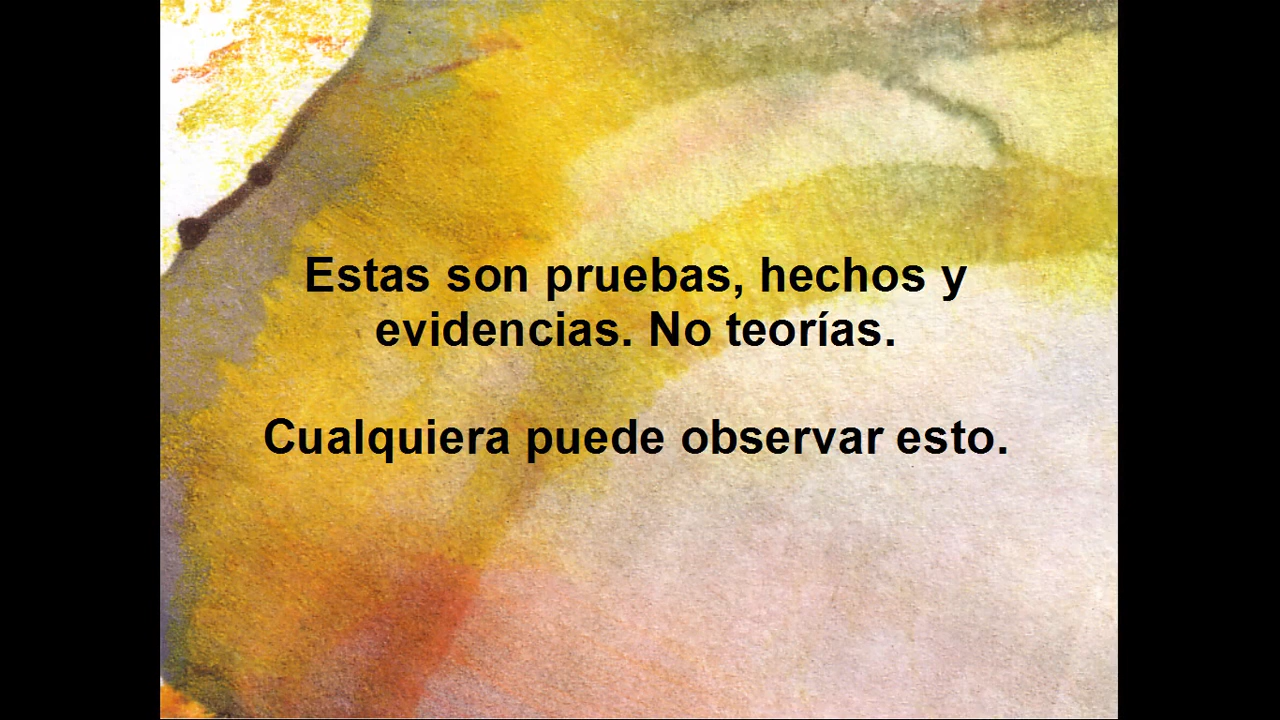 Estas son pruebas, hechos y
evidencias. No teorías.
Cualquiera puede observar esto.